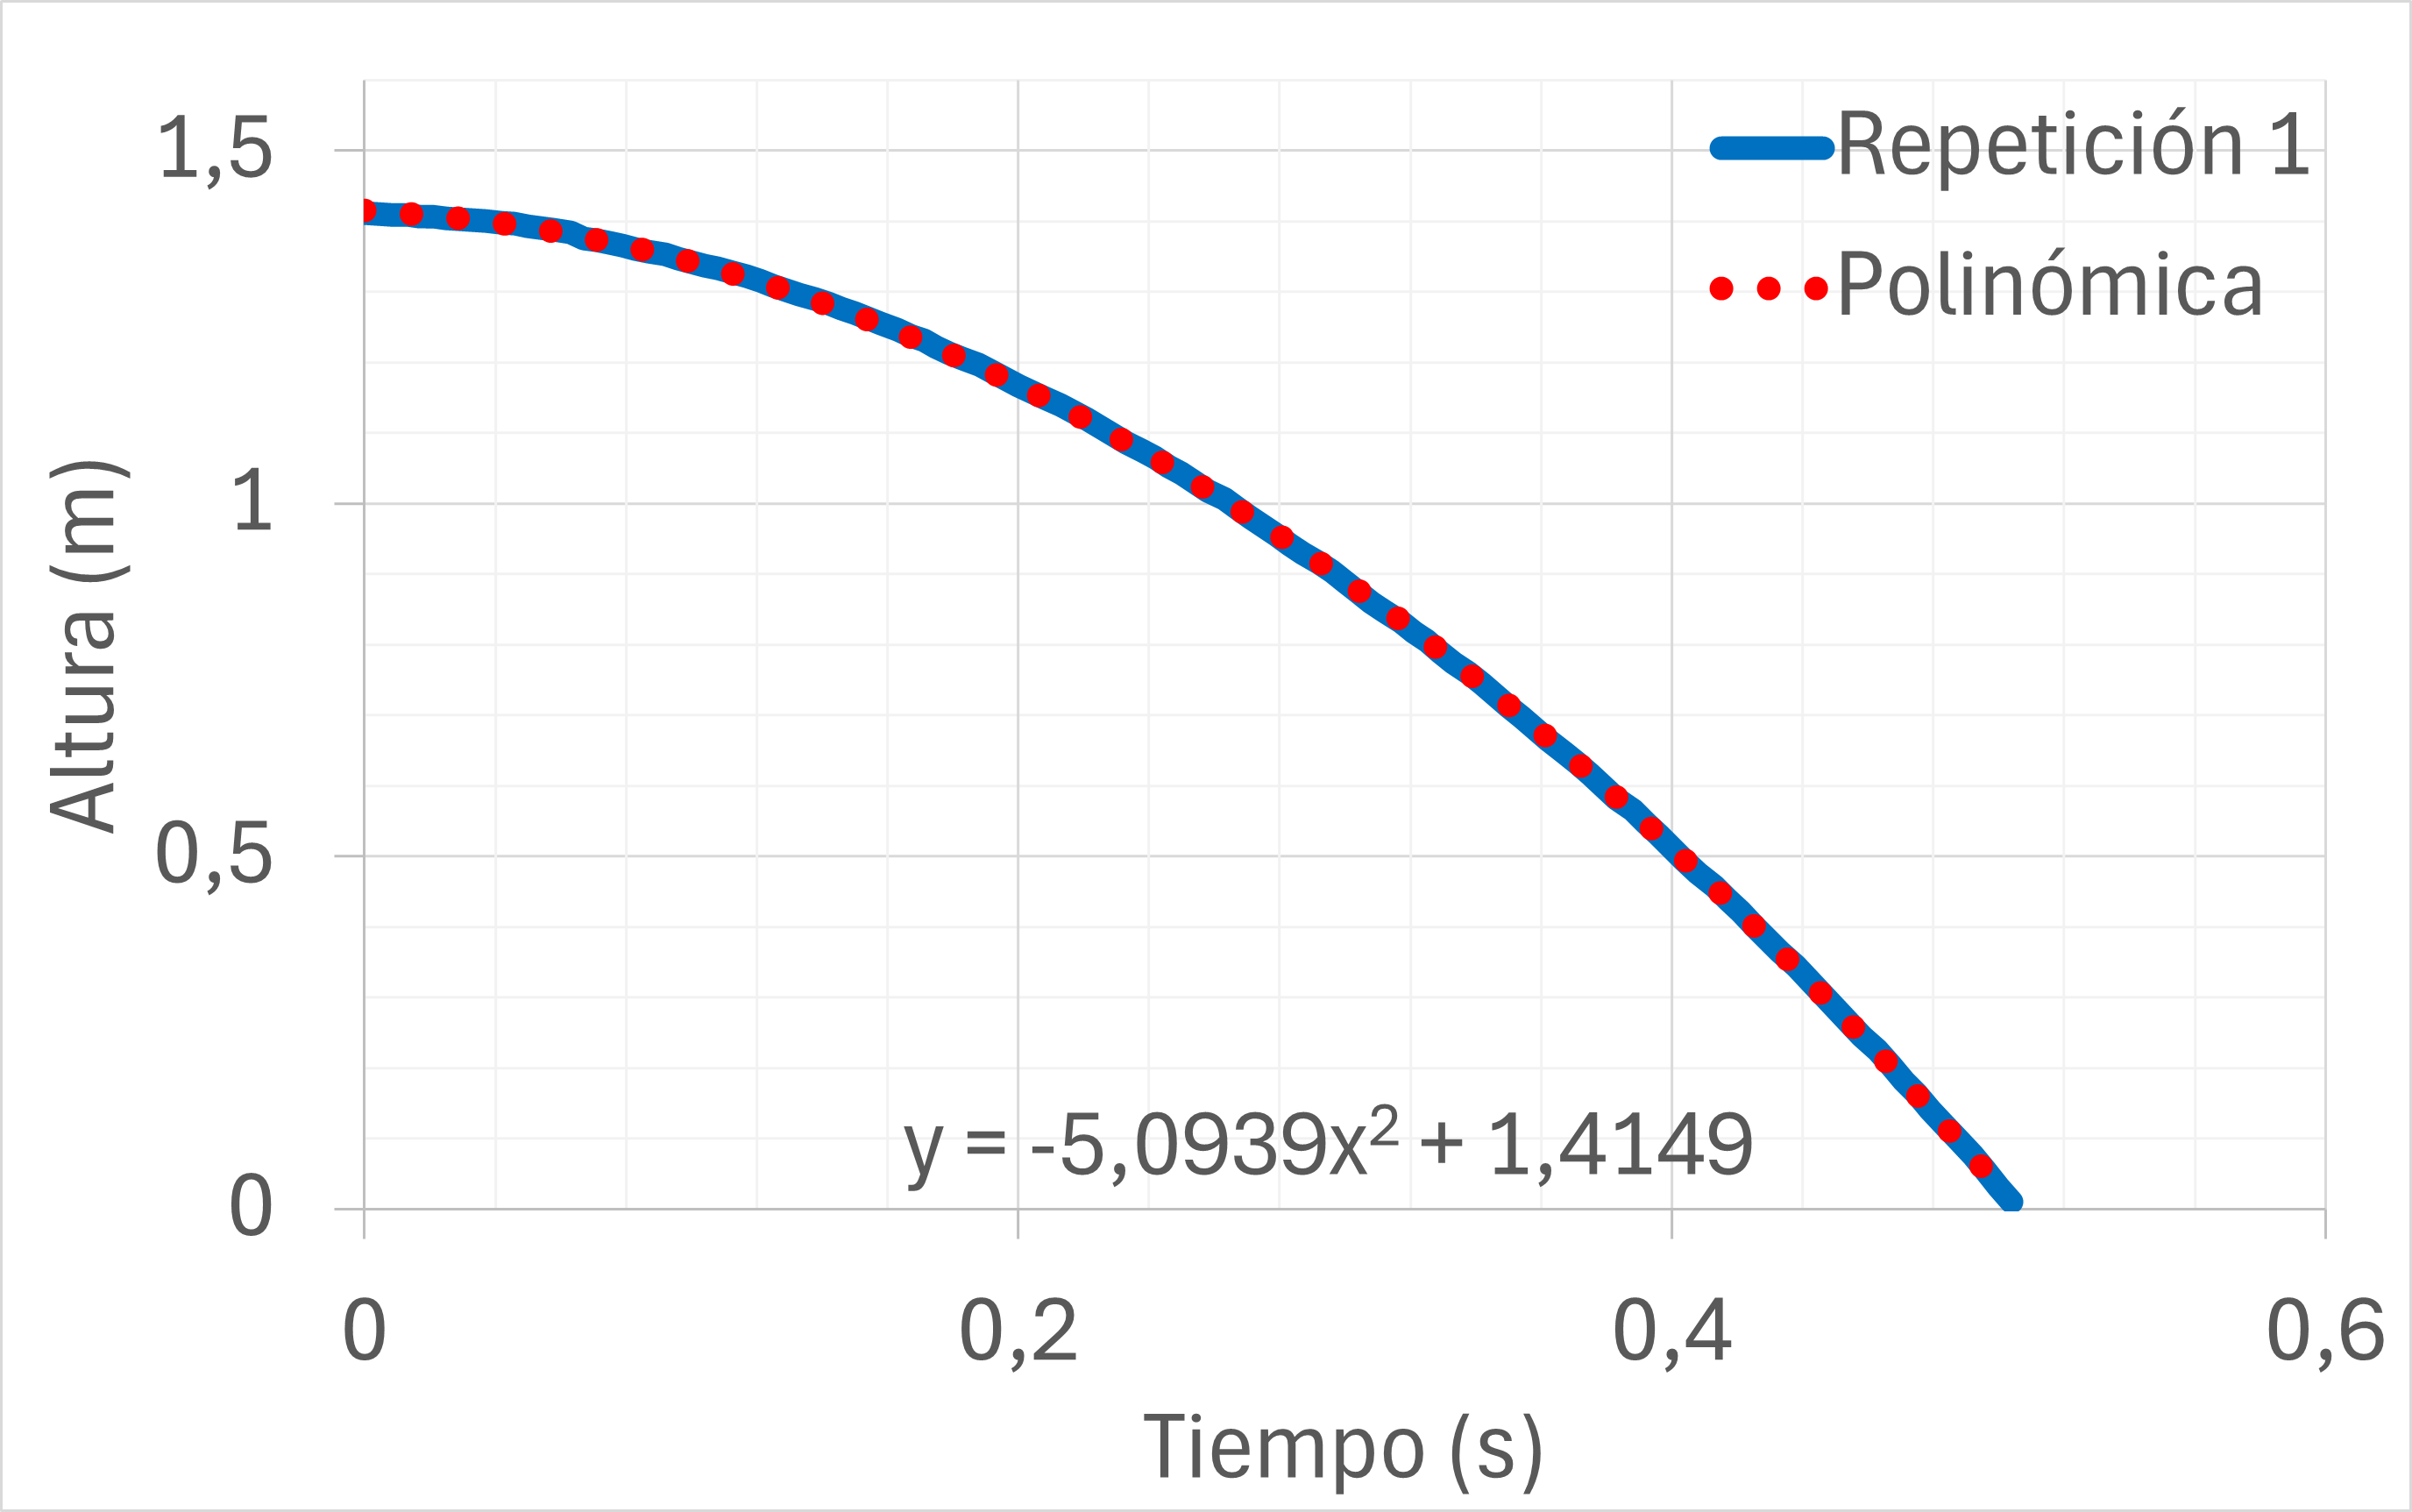 1,5
1
0,5
0
Altura (m)
Repetición 1
Polinómica
y = -5,0939x² + 1,4149
0
0,2
0,4
0,6
Tiempo (s)